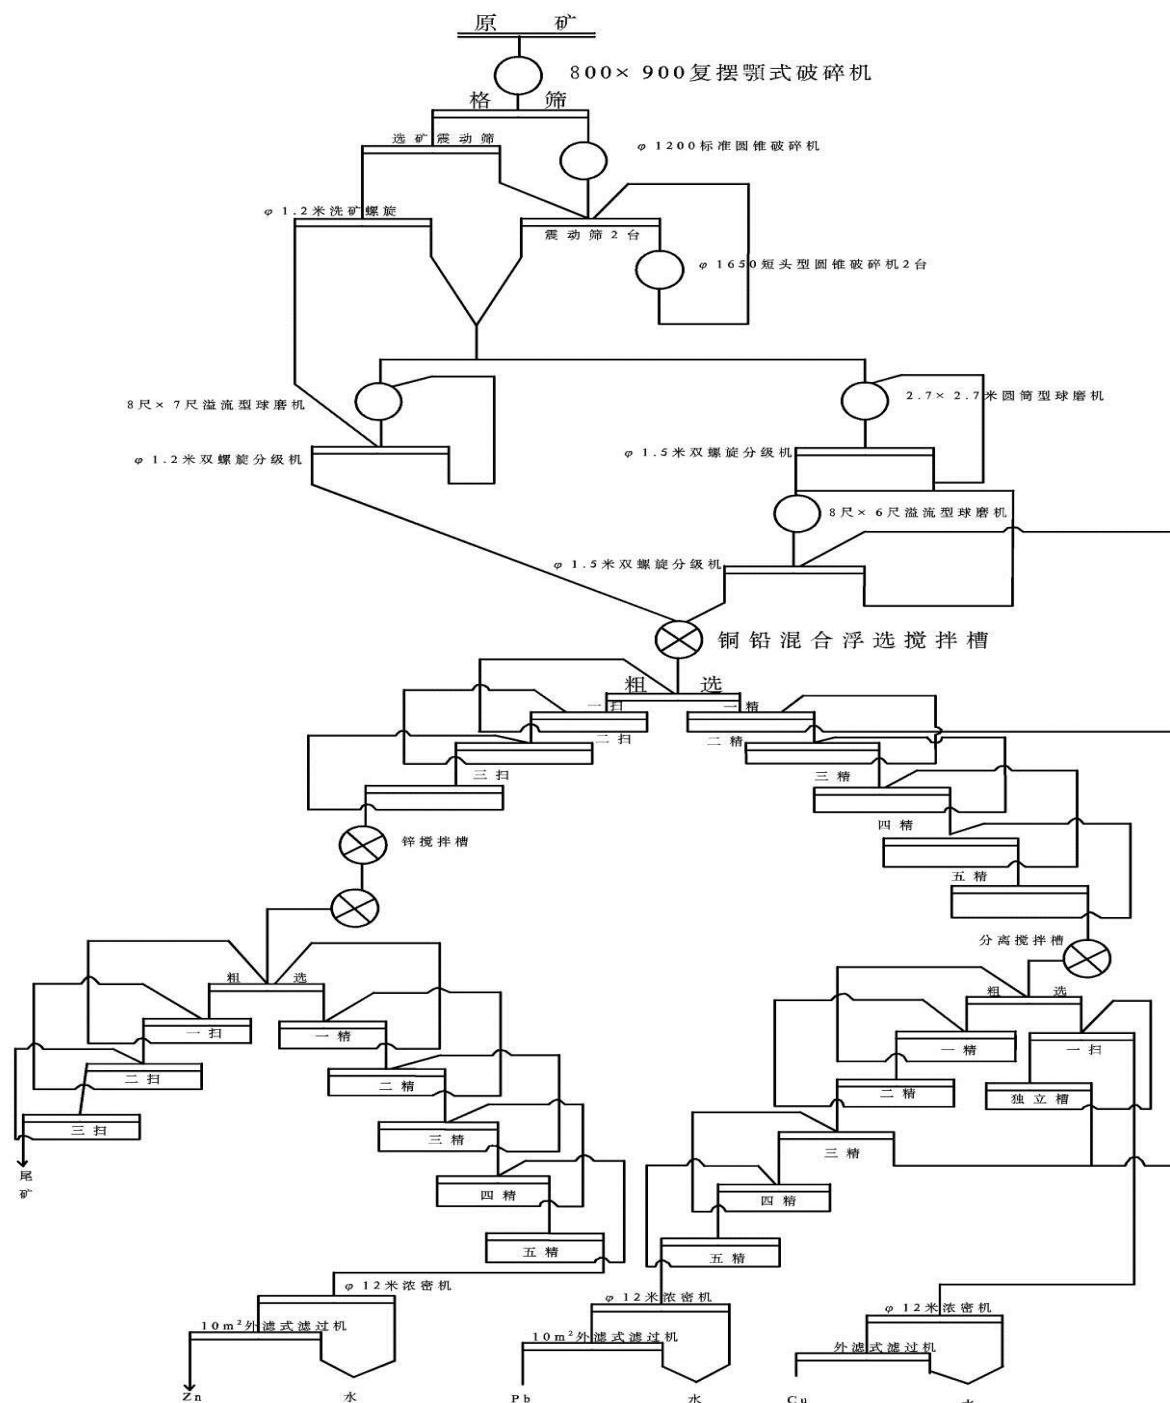 原 矿
800×900复摆颚式破碎机
格 筛
选矿震动筛
φ1200标准圆锥破碎机
φ1.2米洗矿螺旋
震动筛2台
φ1650短头型圆锥破碎机2台
8尺×7尺溢流型球磨机
2.7×2.7米圆筒型球磨机
φ1.2米双螺旋分级机
φ1.5米双螺旋分级机
8尺×6尺溢流型球磨机
φ1.5米双螺旋分级机
铜铅混合浮选搅拌槽
粗 选
一扫
一精
二扫
二精
三扫
三精
四精
锌搅拌槽
五精
分离搅拌槽
粗 选
粗 选
一扫
一精
一精
一扫
二扫
二精
二精
独立槽
三扫
三精
三精
尾
矿
四精
四精
五精
五精
φ12米浓密机
φ12米浓密机
φ12米浓密机
10m²外滤式滤过机
10m²外滤式滤过机
外滤式滤过机
Zn
水
Pb
水
Cu
水